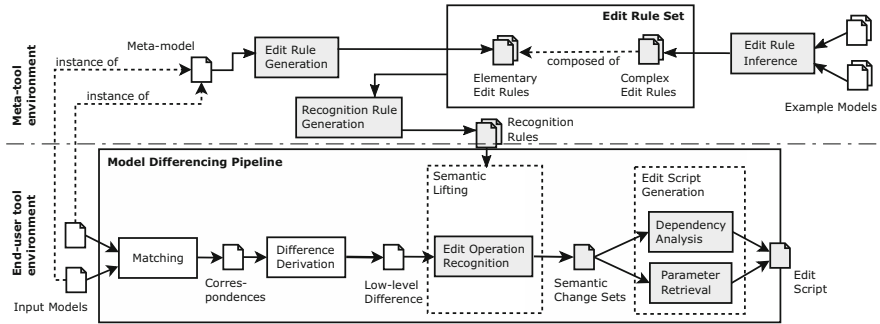 Meta-tool
environment
Edit Rule Set
Meta-model
instance of
instance of
Edit Rule
Generation
Elementary
Edit Rules
composed of
Complex
Edit Rules
Edit Rule
Inference
Example Models
Recognition Rule
Generation
Recognition
Rules
End-user tool
environment
Model Differencing Pipeline
Semantic
Lifting
Edit Script
Generation
Input Models
Matching
Corres-
pondences
Difference
Derivation
Low-level
Difference
Edit Operation
Recognition
Semantic
Change Sets
Dependency
Analysis
Parameter
Retrieval
Edit
Script